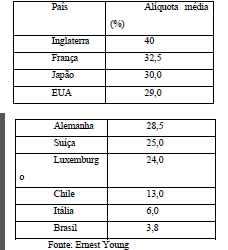 País Alíquota média
(%)
Inglaterra 40
França 32,5
Japão 30,0
EUA 29,0
Alemanha 28,5
Suíça 25,0
Luxemburg 24,0
o
Chile 13,0
Itália 6,0
Brasil 3,8
Fonte: Ernest Young